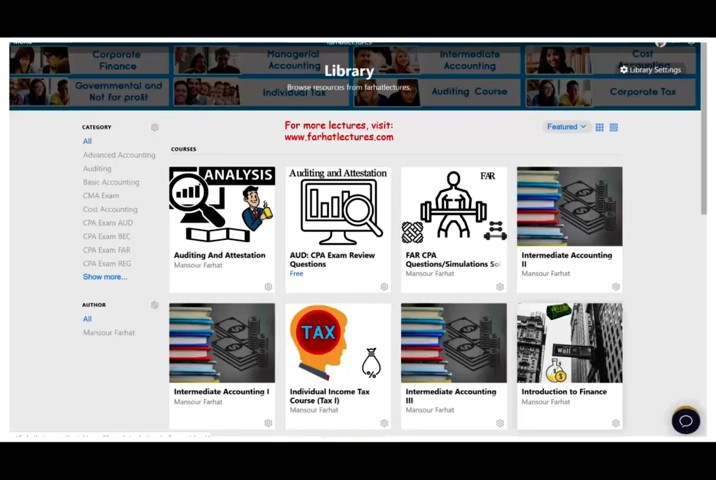 Corporate
Finance
Managerial
Accounting
Intermediate
Accounting
Cost
Accounting
Library
Library Settings
Browse resources from farhatlectures.
Governmental and
Not for profit
Individual Tax
Auditing Course
Corporate Tax
For more lectures, visit:
www.farhatlectures.com
Featured
CATEGORY
All
Advanced Accounting
Auditing
Basic Accounting
CMA Exam
Cost Accounting
CPA Exam AUD
CPA Exam BEC
CPA Exam FAR
CPA Exam REG
Show more...
AUTHOR
All
Mansour Farhat
COURSES
ANALYSIS
Auditing And Attestation
Mansour Farhat
Auditing and Attestation
AUD: CPA Exam Review
Questions
Free
FAR
FAR CPA
Questions/Simulations So
Mansour Farhat
Intermediate Accounting
II
Mansour Farhat
Intermediate Accounting I
Mansour Farhat
TAX
%
Individual Income Tax
Course (Tax I)
Mansour Farhat
Intermediate Accounting
III
Mansour Farhat
Introduction to Finance
Mansour Farhat